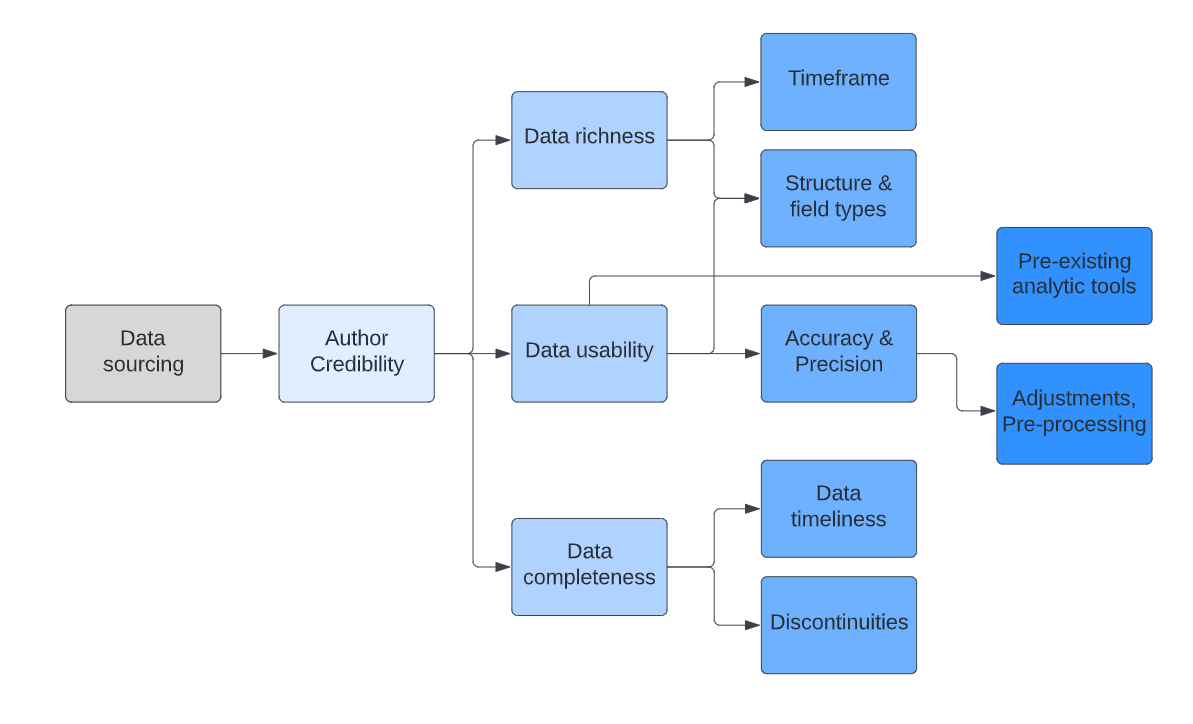 Data
sourcing
Author
Credibility
Data richness
Data usability
Data
completeness
Timeframe
Structure &
field types
Accuracy &
Precision
Data
timeliness
Discontinuities
Pre-existing
analytic tools
Adjustments,
Pre-processing